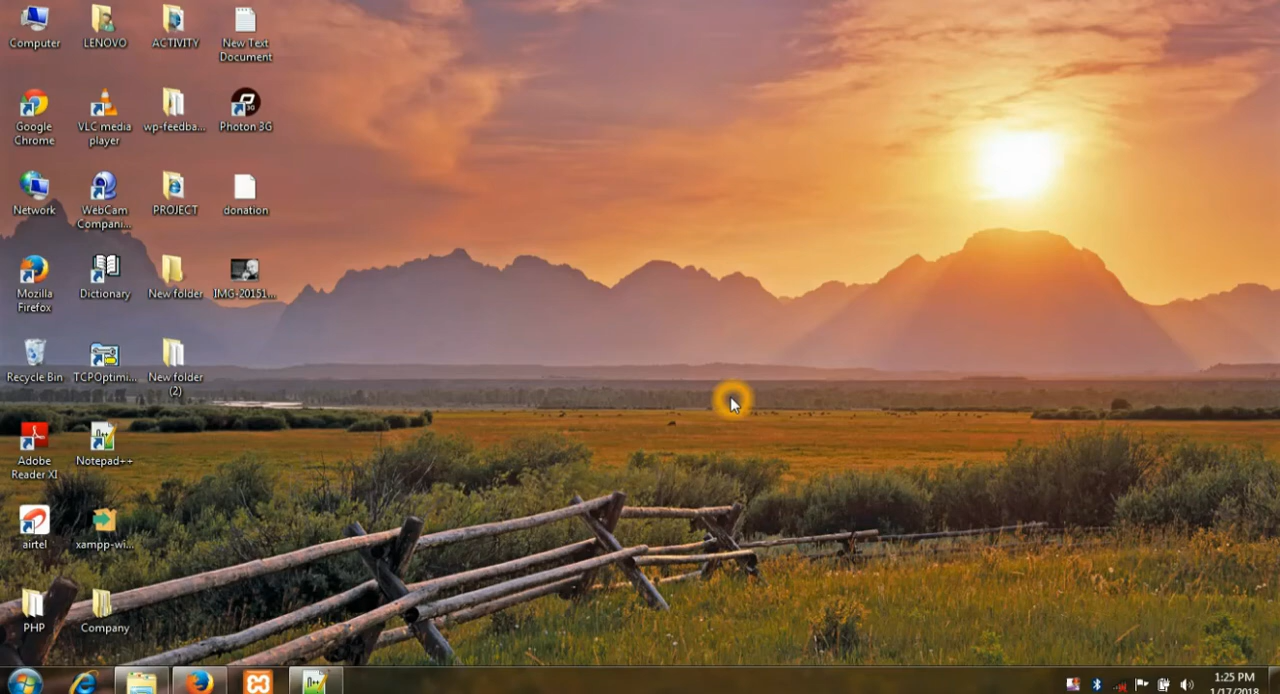 Computer
LENOVO
ACTIVITY
New Text
Document
Google
Chrome
VLC media
player
wp-feedba...
Photon 3G
Network
WebCam
Compani...
PROJECT
donation
Mozilla
Firefox
Dictionary
New folder
IMG-20151...
Recycle Bin
TCPOptimi...
New folder
(2)
Adobe
Reader XI
Notepad++
airtel
xampp-wi...
PHP
Company
1:25 PM
1/17/2018